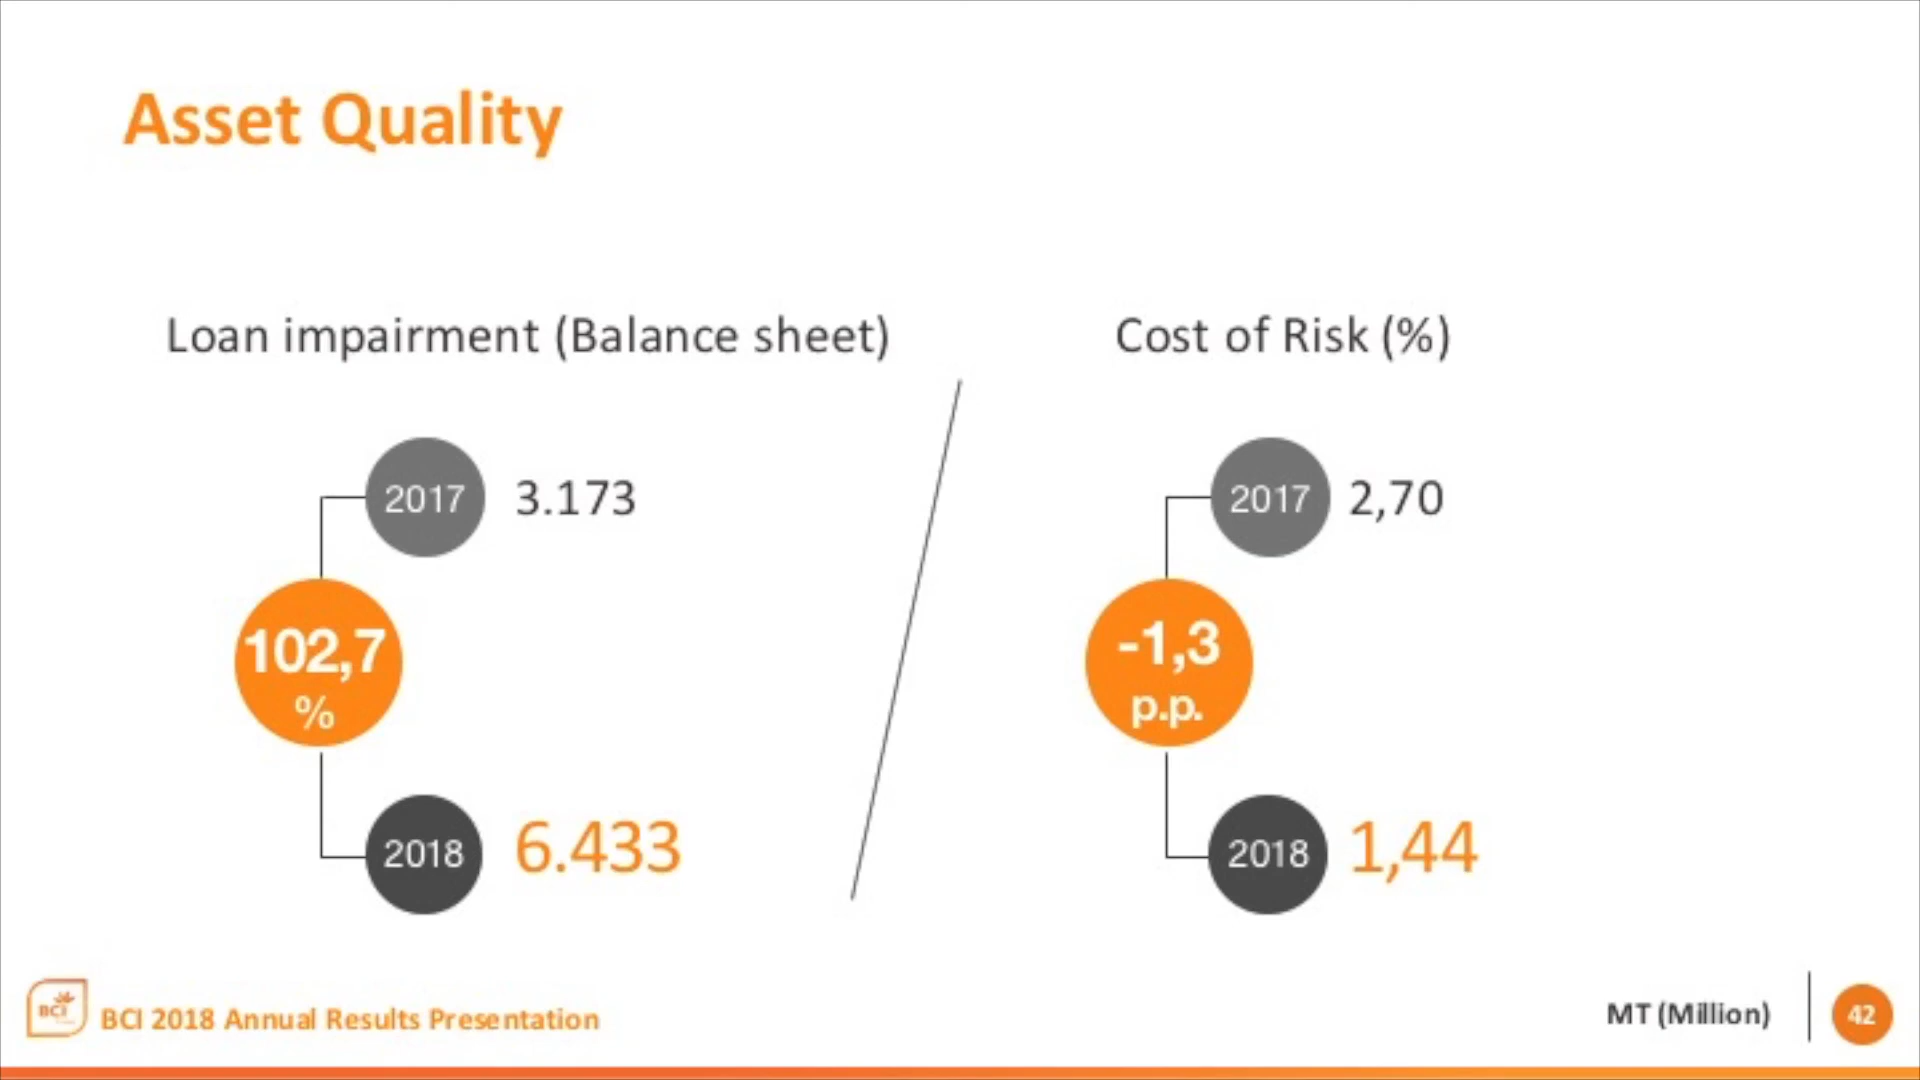 Asset Quality
Loan impairment (Balance sheet)
2017 3.173
102,7
%
2018 6.433
Cost of Risk (%)
2017 2,70
-1,3
p.p.
2018 1,44
BCI
BCI 2018 Annual Results Presentation
MT (Million)
42